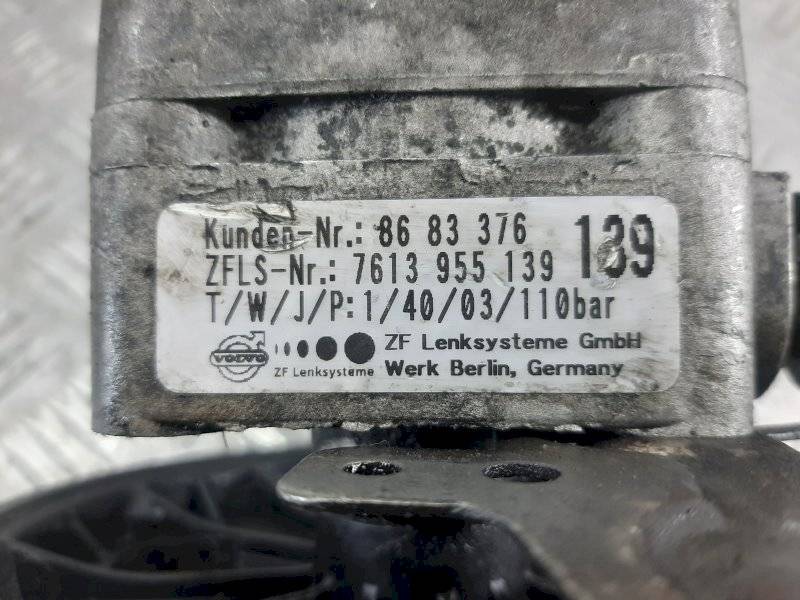 Kunden-Nr.: 86 83 376
ZFLS-Nr.: 7613 955 139 139
T/W/J/P: 1/40/03/110bar
VOLVO ZF Lenksysteme ZF Lenksysteme GmbH
Werk Berlin, Germany